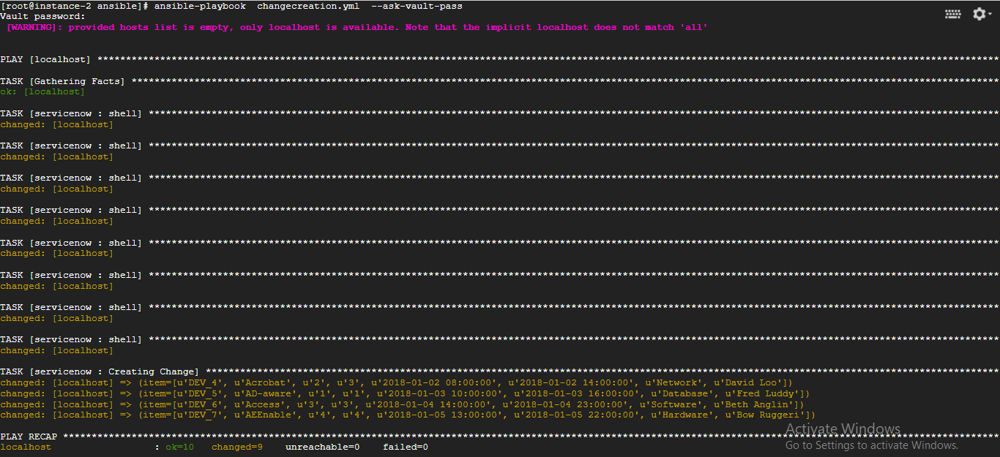 [root@instance-2 ansible]# ansible-playbook  changecreation.yml  --ask-vault-pass
Vault password:
 [WARNING]: provided hosts list is empty, only localhost is available. Note that the implicit localhost does not match 'all'
PLAY [localhost] ****************************************************************************************************************************************************************
TASK [Gathering Facts] **********************************************************************************************************************************************************
ok: [localhost]
TASK [servicenow : shell] *******************************************************************************************************************************************************
changed: [localhost]
TASK [servicenow : shell] *******************************************************************************************************************************************************
changed: [localhost]
TASK [servicenow : shell] *******************************************************************************************************************************************************
changed: [localhost]
TASK [servicenow : shell] *******************************************************************************************************************************************************
changed: [localhost]
TASK [servicenow : shell] *******************************************************************************************************************************************************
changed: [localhost]
TASK [servicenow : shell] *******************************************************************************************************************************************************
changed: [localhost]
TASK [servicenow : shell] *******************************************************************************************************************************************************
changed: [localhost]
TASK [servicenow : shell] *******************************************************************************************************************************************************
changed: [localhost]
TASK [servicenow : Creating Change] *********************************************************************************************************************************************
changed: [localhost] => (item=[u'DEV_4', u'Acrobat', u'2', u'3', u'2018-01-02 08:00:00', u'2018-01-02 14:00:00', u'Network', u'David Loo'])
changed: [localhost] => (item=[u'DEV_5', u'AD-aware', u'1', u'1', u'2018-01-03 10:00:00', u'2018-01-03 16:00:00', u'Database', u'Fred Luddy'])
changed: [localhost] => (item=[u'DEV_6', u'Access', u'3', u'3', u'2018-01-04 14:00:00', u'2018-01-04 23:00:00', u'Software', u'Beth Anglin'])
changed: [localhost] => (item=[u'DEV_7', u'AEEnable', u'4', u'4', u'2018-01-05 13:00:00', u'2018-01-05 22:00:00', u'Hardware', u'Bow Ruggeri'])
Activate Windows
PLAY RECAP **********************************************************************************************************************************************************************
localhost                  : ok=10   changed=9    unreachable=0    failed=0
Go to Settings to activate Windows.